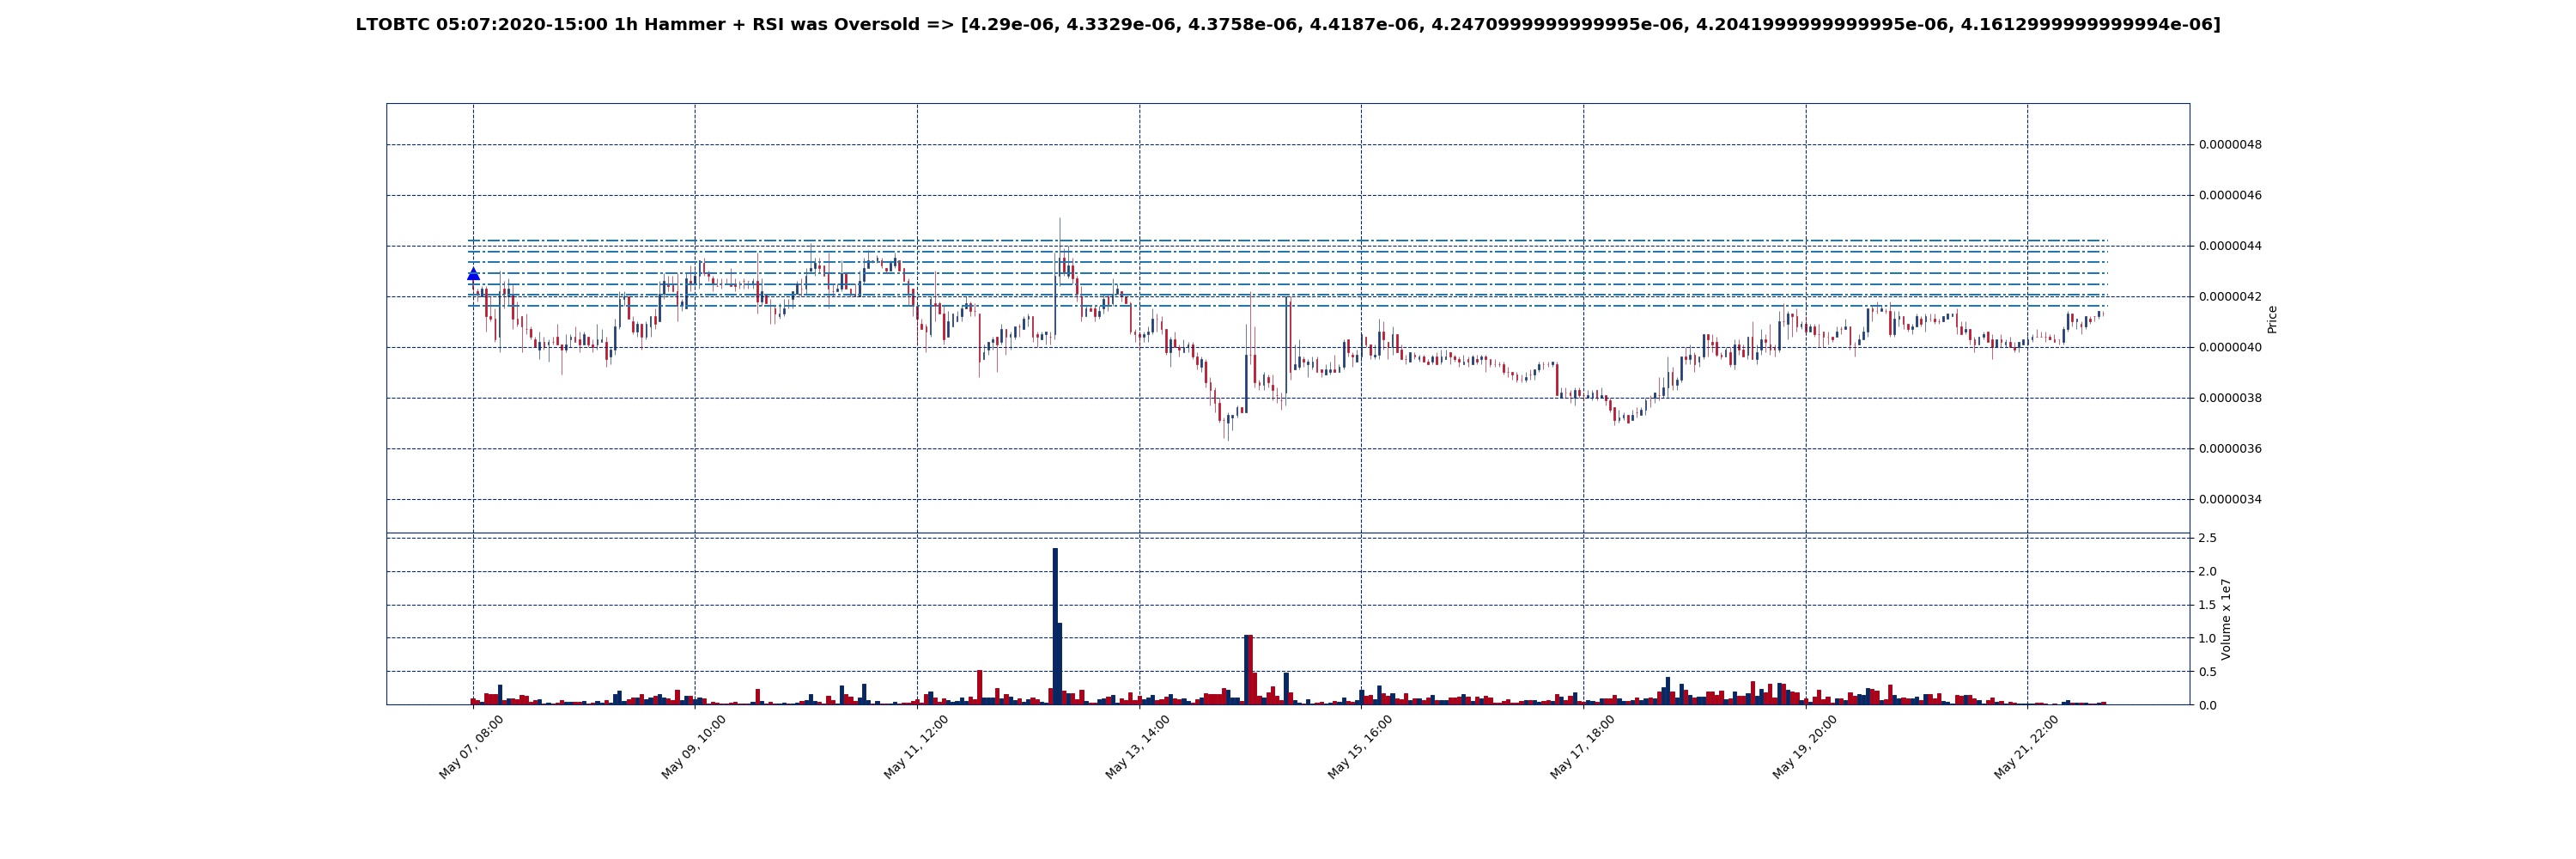 LTOBTC 05:07:2020-15:00 1h Hammer + RSI was Oversold => [4.29e-06, 4.3329e-06, 4.3758e-06, 4.4187e-06, 4.2470999999999995e-06, 4.2041999999999995e-06, 4.1612999999999994e-06]
0.0000048
0.0000046
0.0000044
0.0000042
Price
0.0000040
0.0000038
0.0000036
0.0000034
2.5
2.0
1.5
Volume x 1e7
1.0
0.5
0.0
May 07, 08:00
May 09, 10:00
May 11, 12:00
May 13, 14:00
May 15, 16:00
May 17, 18:00
May 19, 20:00
May 21, 22:00